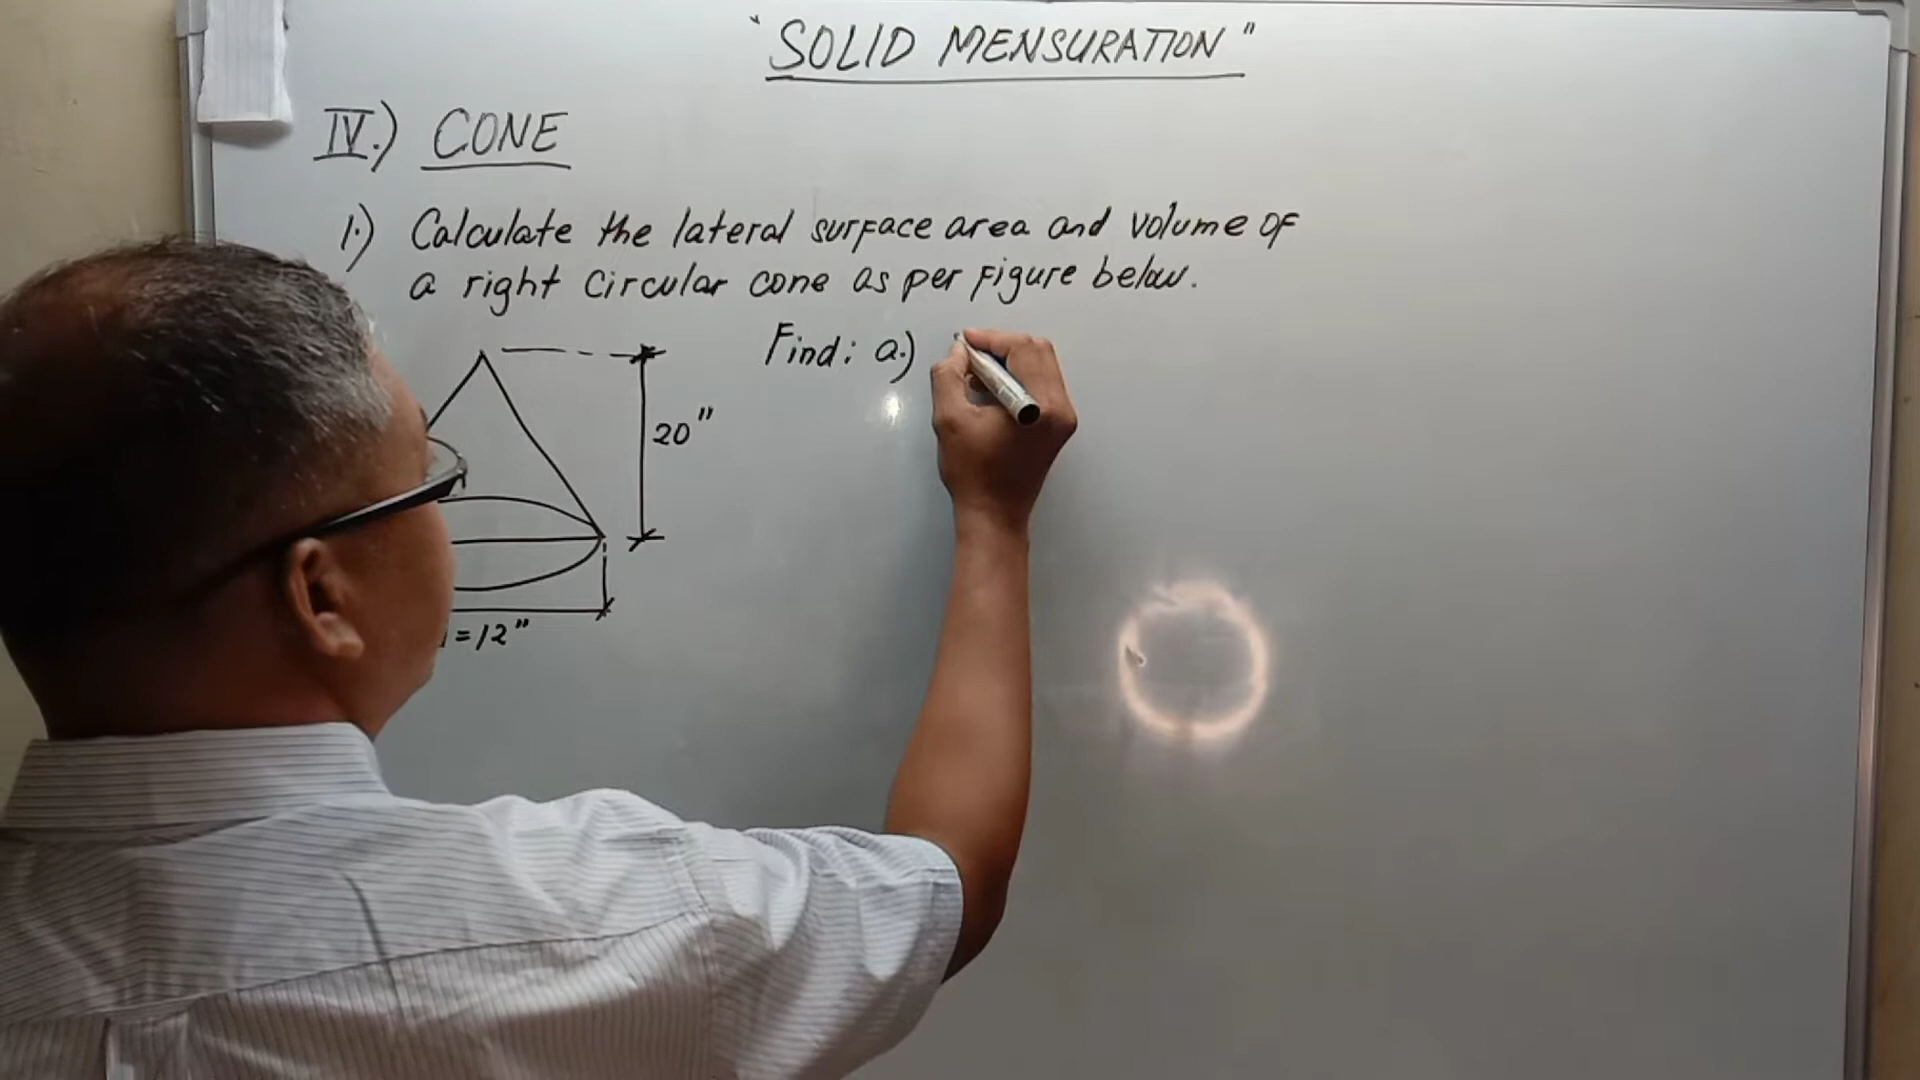 "SOLID MENSURATION"
IV.) CONE
1.) Calculate the lateral surface area and volume of
a right circular cone as per figure below.
Find: a.)
20"
=12"